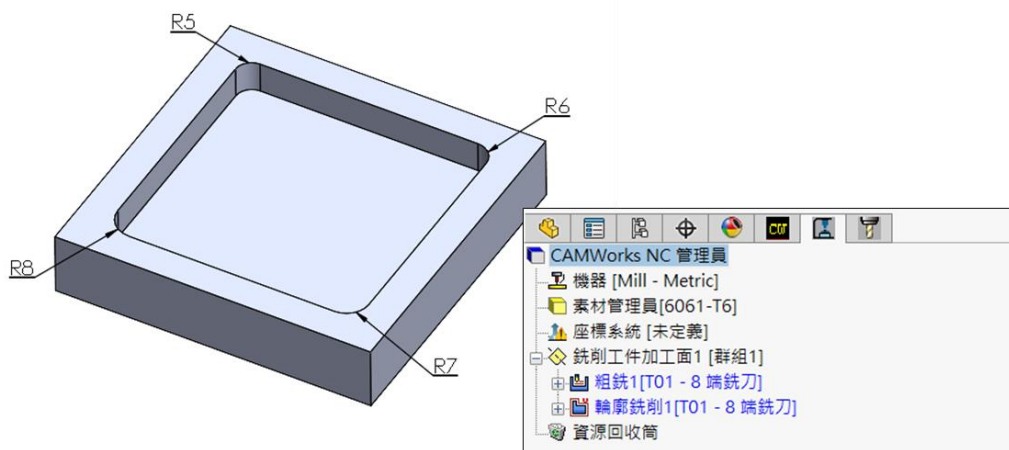 R5
R6
R8
R7
CAMWorks NC 管理員
機器 [Mill - Metric]
素材管理員[6061-T6]
座標系統 [未定義]
銑削工件加工面1 [群組1]
粗銑1[T01 - 8 端銑刀]
輪廓銑削1[T01 - 8 端銑刀]
資源回收筒